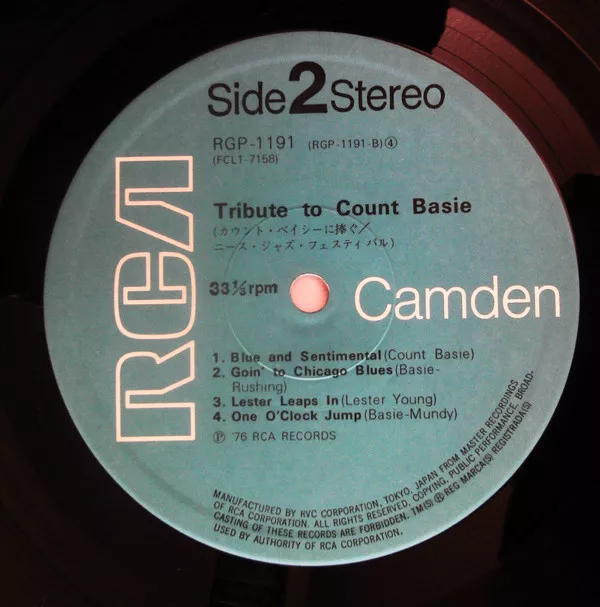 Side 2 Stereo
RGP-1191 (RGP-1191-B)④
(FCL1-7158)
RCA
Tribute to Count Basie
(カウント・ベイシーに捧ぐ／
ニース・ジャズ・フェスティバル)
33⅓rpm
Camden
1. Blue and Sentimental (Count Basie)
2. Goin' to Chicago Blues (Basie-
Rushing)
3. Lester Leaps In (Lester Young)
4. One O'Clock Jump (Basie-Mundy)
Ⓟ '76 RCA RECORDS
MANUFACTURED BY RVC CORPORATION, TOKYO, JAPAN FROM MASTER RECORDINGS
OF RCA CORPORATION. ALL RIGHTS RESERVED. COPYING, PUBLIC PERFORMANCE, BROAD-
CASTING OF THESE RECORDS ARE FORBIDDEN. TM(S) Ⓡ REG MARCA(S) REGISTRADA(S)
USED BY AUTHORITY OF RCA CORPORATION.